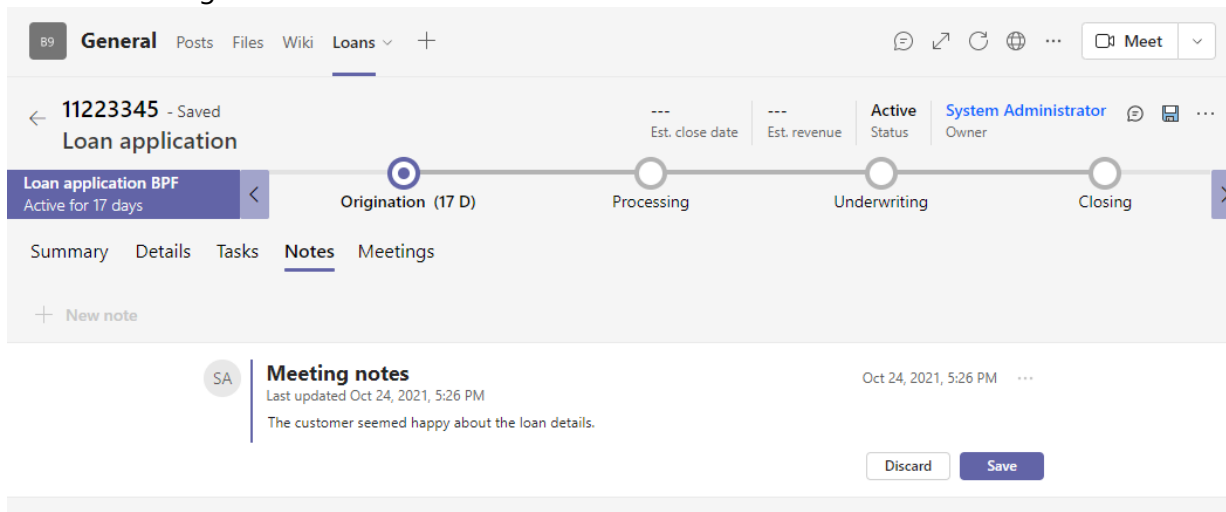 B9 General Posts Files Wiki Loans Meet
11223345 - Saved
Loan application
--- --- Active System Administrator
Est. close date Est. revenue Status Owner
Loan application BPF
Active for 17 days
Origination (17 D) Processing Underwriting Closing
Summary Details Tasks Notes Meetings
New note
SA Meeting notes Oct 24, 2021, 5:26 PM
Last updated Oct 24, 2021, 5:26 PM
The customer seemed happy about the loan details.
Discard Save